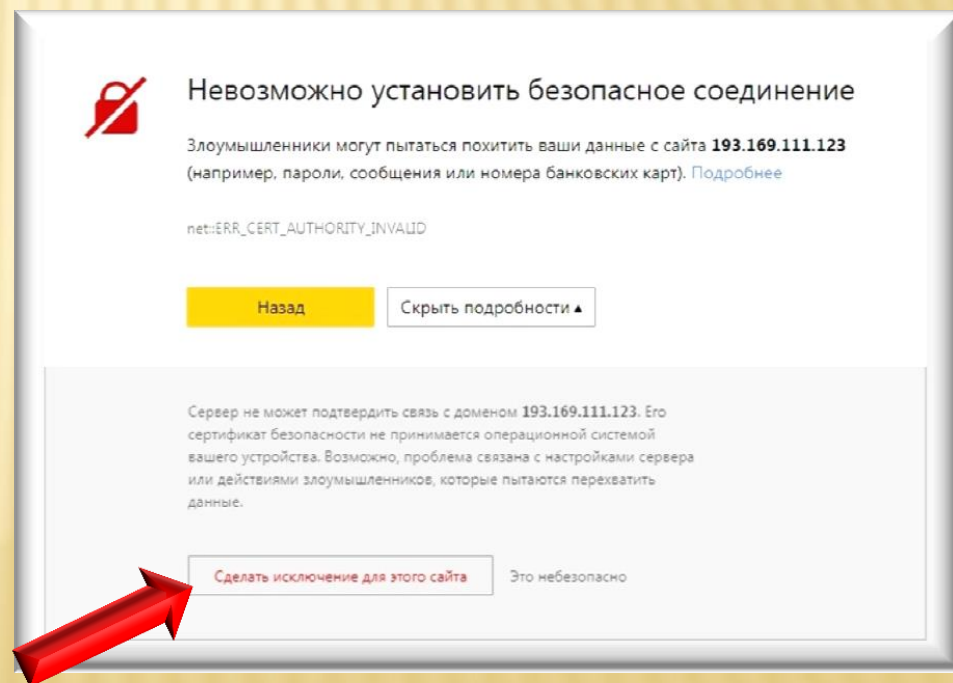 Невозможно установить безопасное соединение
Злоумышленники могут пытаться похитить ваши данные с сайта 193.169.111.123
(например, пароли, сообщения или номера банковских карт). Подробнее
net::ERR_CERT_AUTHORITY_INVALID
Назад
Скрыть подробности ▴
Сервер не может подтвердить связь с доменом 193.169.111.123. Его
сертификат безопасности не принимается операционной системой
вашего устройства. Возможно, проблема связана с настройками сервера
или действиями злоумышленников, которые пытаются перехватить
данные.
Сделать исключение для этого сайта
Это небезопасно